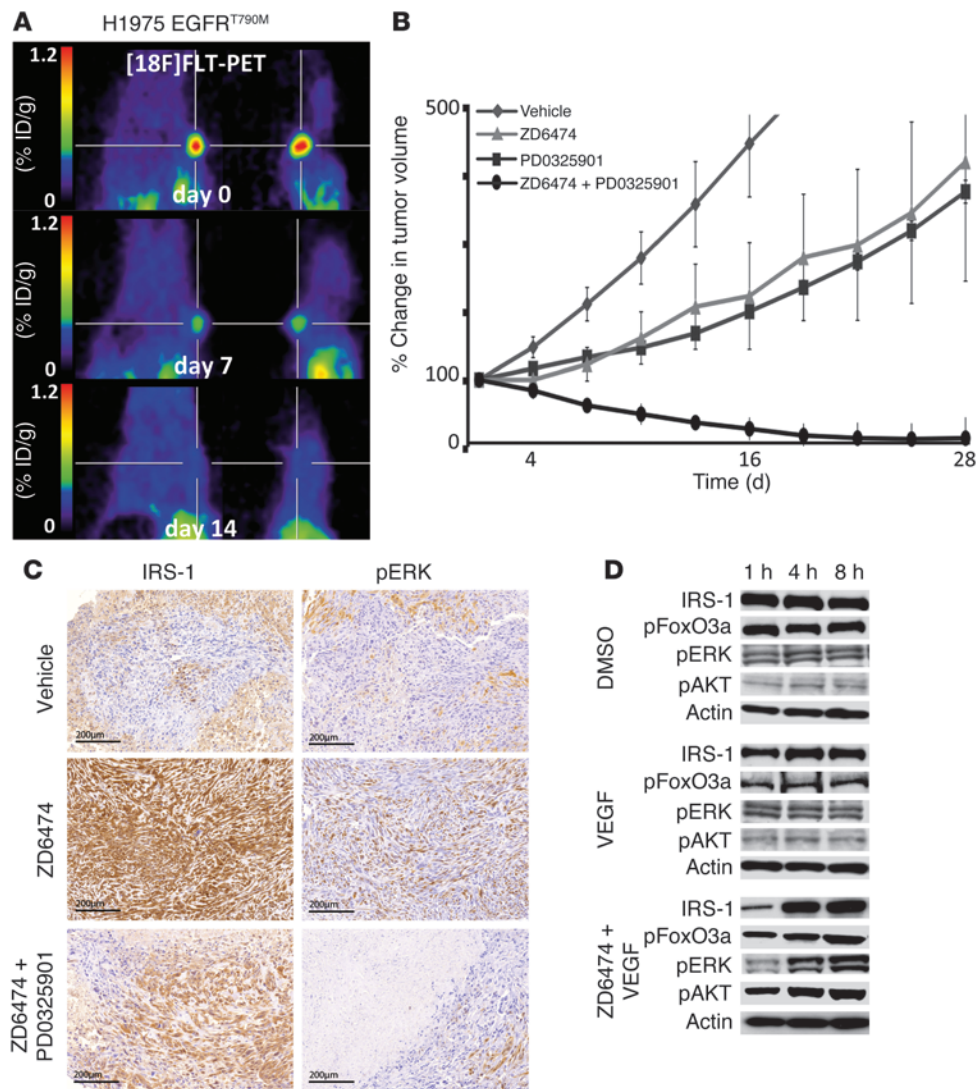 A
H1975 EGFRT790M
[18F]FLT-PET
1.2
(% ID/g)
0
day 0
1.2
(% ID/g)
0
day 7
1.2
(% ID/g)
0
day 14
B
500
100
0
% Change in tumor volume
Vehicle
ZD6474
PD0325901
ZD6474 + PD0325901
4
16
28
Time (d)
C
IRS-1
pERK
Vehicle
200µm
200µm
ZD6474
200µm
200µm
ZD6474 +
PD0325901
200µm
200µm
D
1 h 4 h 8 h
DMSO
IRS-1
pFoxO3a
pERK
pAKT
Actin
VEGF
IRS-1
pFoxO3a
pERK
pAKT
Actin
ZD6474 +
VEGF
IRS-1
pFoxO3a
pERK
pAKT
Actin